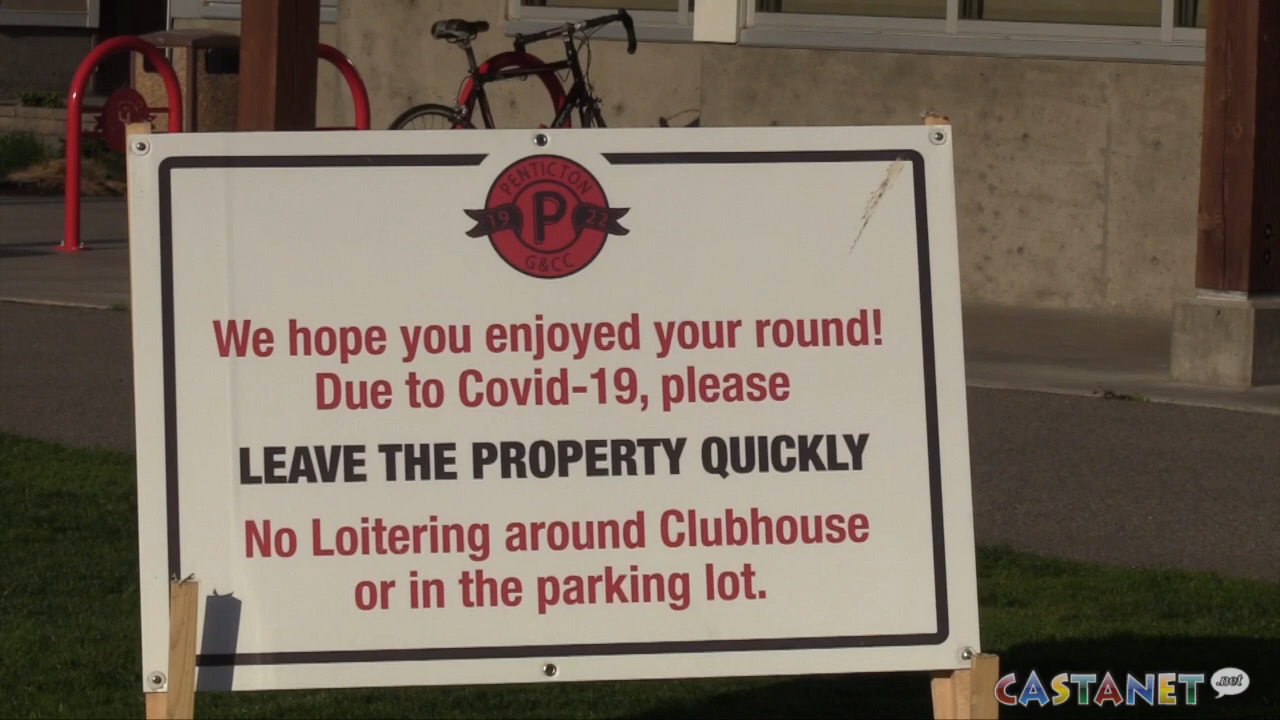 PENTICTON
19 P 22
G&CC
We hope you enjoyed your round!
Due to Covid-19, please
LEAVE THE PROPERTY QUICKLY
No Loitering around Clubhouse
or in the parking lot.
CASTANET .net